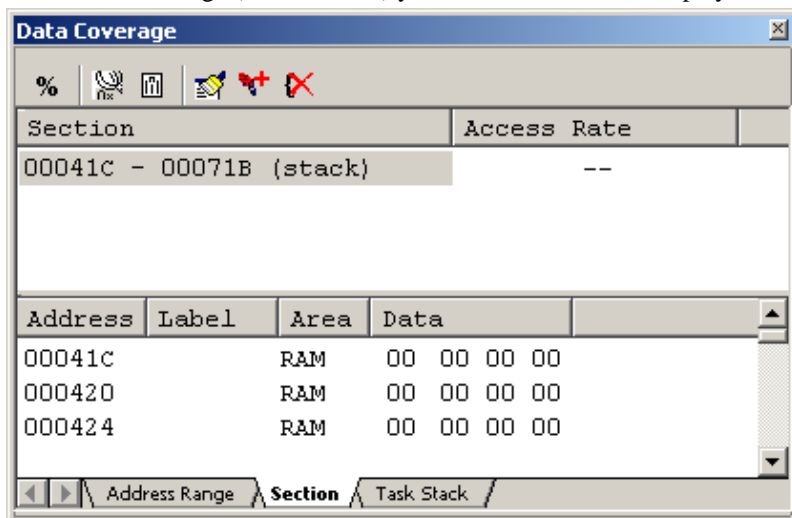 Data Coverage
%
Section Access Rate
00041C - 00071B (stack) --
Address Label Area Data
00041C RAM 00 00 00 00
000420 RAM 00 00 00 00
000424 RAM 00 00 00 00
Address Range Section Task Stack